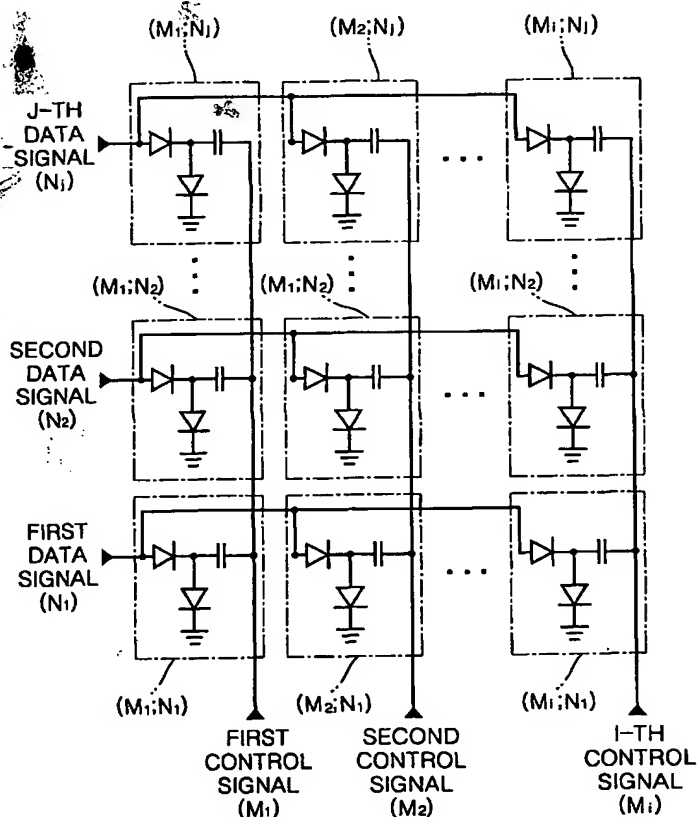 (M1;Nj) (M2;Nj) (Mi;Nj)
J-TH
DATA
SIGNAL
(Nj)
(M1;N2) (M1;N2) (Mi;N2)
SECOND
DATA
SIGNAL
(N2)
FIRST
DATA
SIGNAL
(N1)
(M1;N1) (M2;N1) (Mi;N1)
FIRST
CONTROL
SIGNAL
(M1)
SECOND
CONTROL
SIGNAL
(M2)
I-TH
CONTROL
SIGNAL
(Mi)